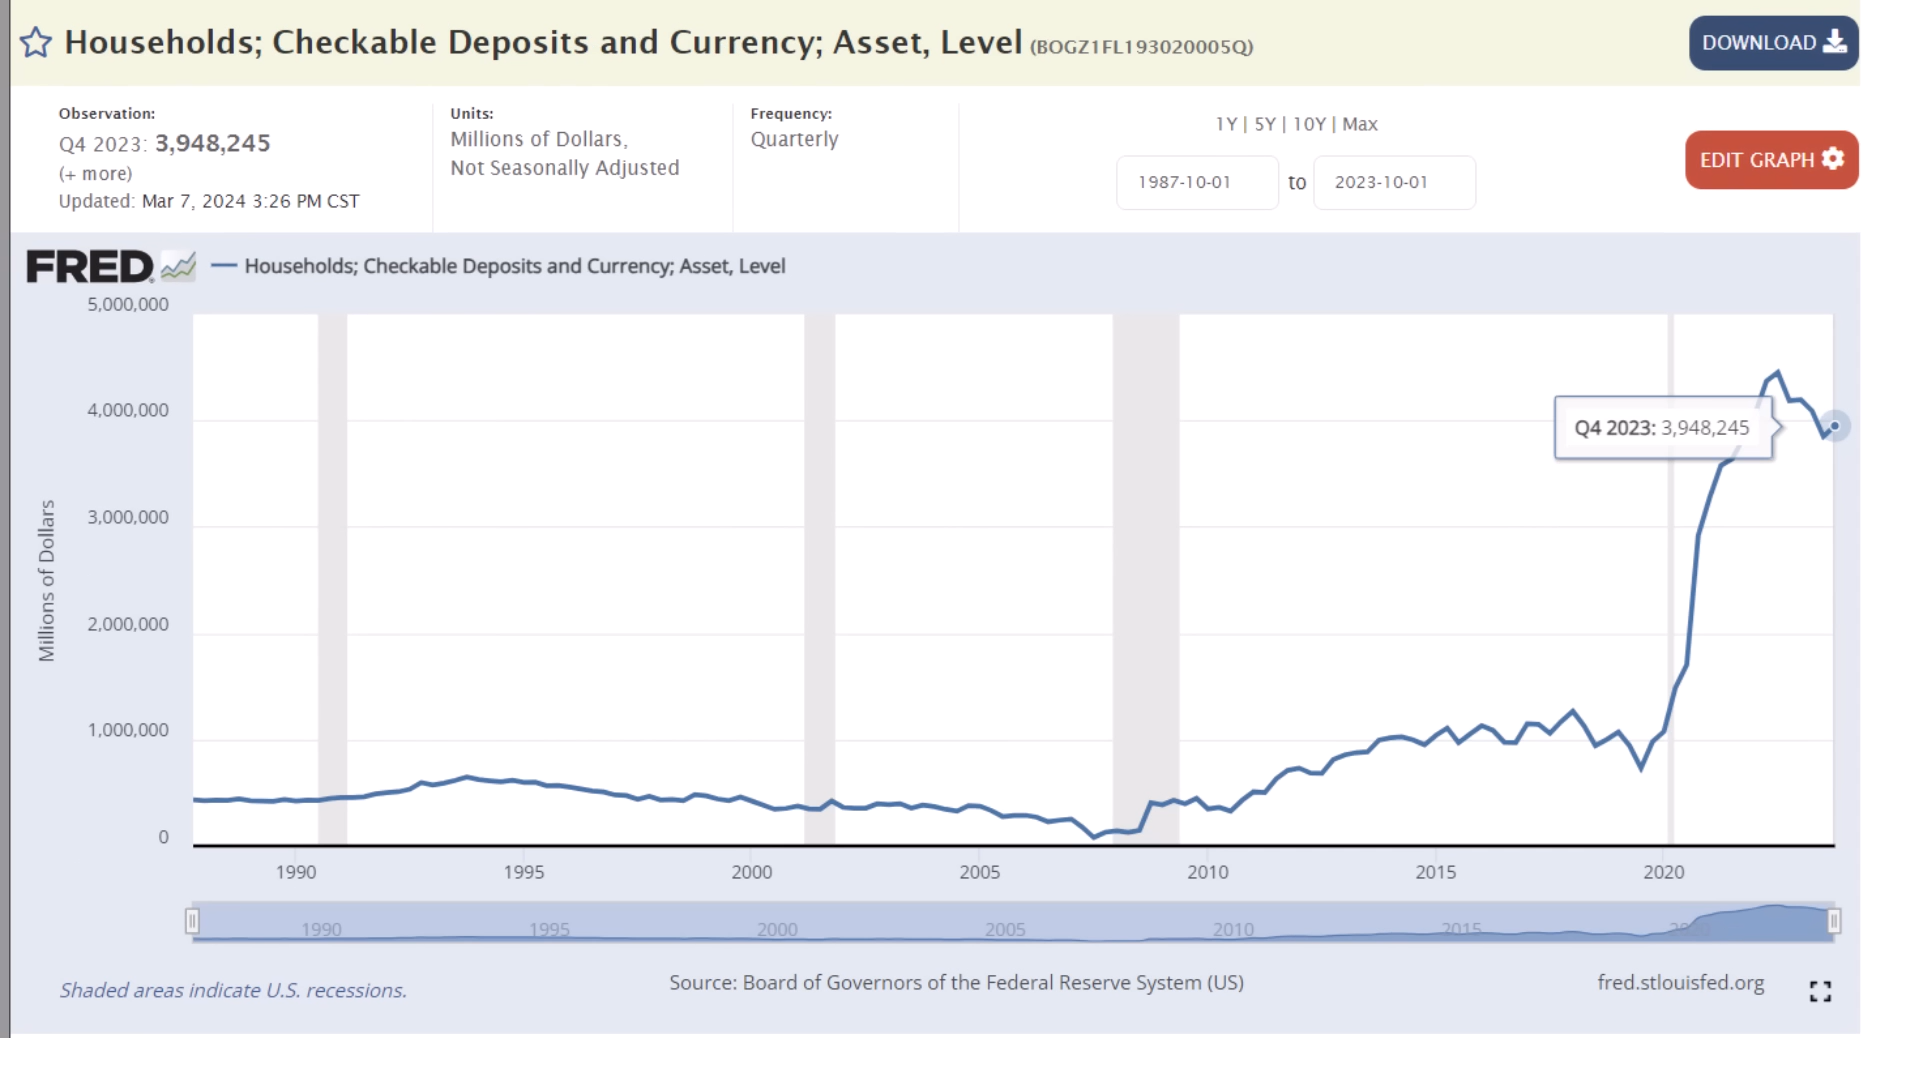 Households; Checkable Deposits and Currency; Asset, Level (BOGZ1FL193020005Q)
DOWNLOAD
Observation:
Q4 2023: 3,948,245
(+ more)
Updated: Mar 7, 2024 3:26 PM CST
Units:
Millions of Dollars,
Not Seasonally Adjusted
Frequency:
Quarterly
1Y | 5Y | 10Y | Max
1987-10-01 to 2023-10-01
EDIT GRAPH
FRED
Households; Checkable Deposits and Currency; Asset, Level
Millions of Dollars
5,000,000
4,000,000
3,000,000
2,000,000
1,000,000
0
Q4 2023: 3,948,245
1990 1995 2000 2005 2010 2015 2020
1990 1995 2000 2005 2010 2015 2020
Shaded areas indicate U.S. recessions.
Source: Board of Governors of the Federal Reserve System (US)
fred.stlouisfed.org